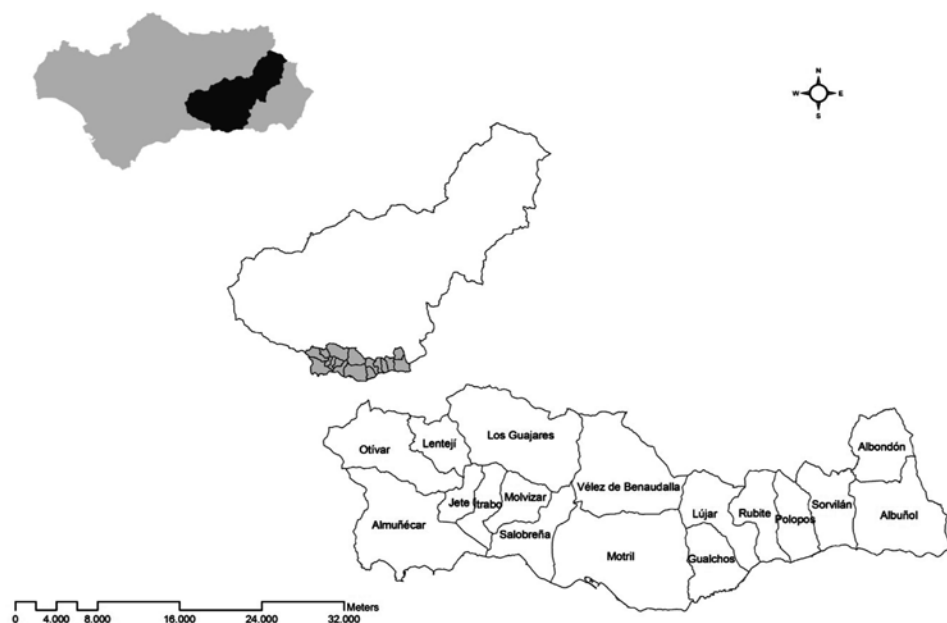 N
W E
S
Otívar
Lentejí
Los Guajares
Albondón
Jete
Itrabo
Molvizar
Vélez de Benaudalla
Almuñécar
Salobreña
Motril
Lújar
Gualchos
Rubite
Polopos
Sorvilán
Albuñol
Meters
0 4.000 8.000 16.000 24.000 32.000